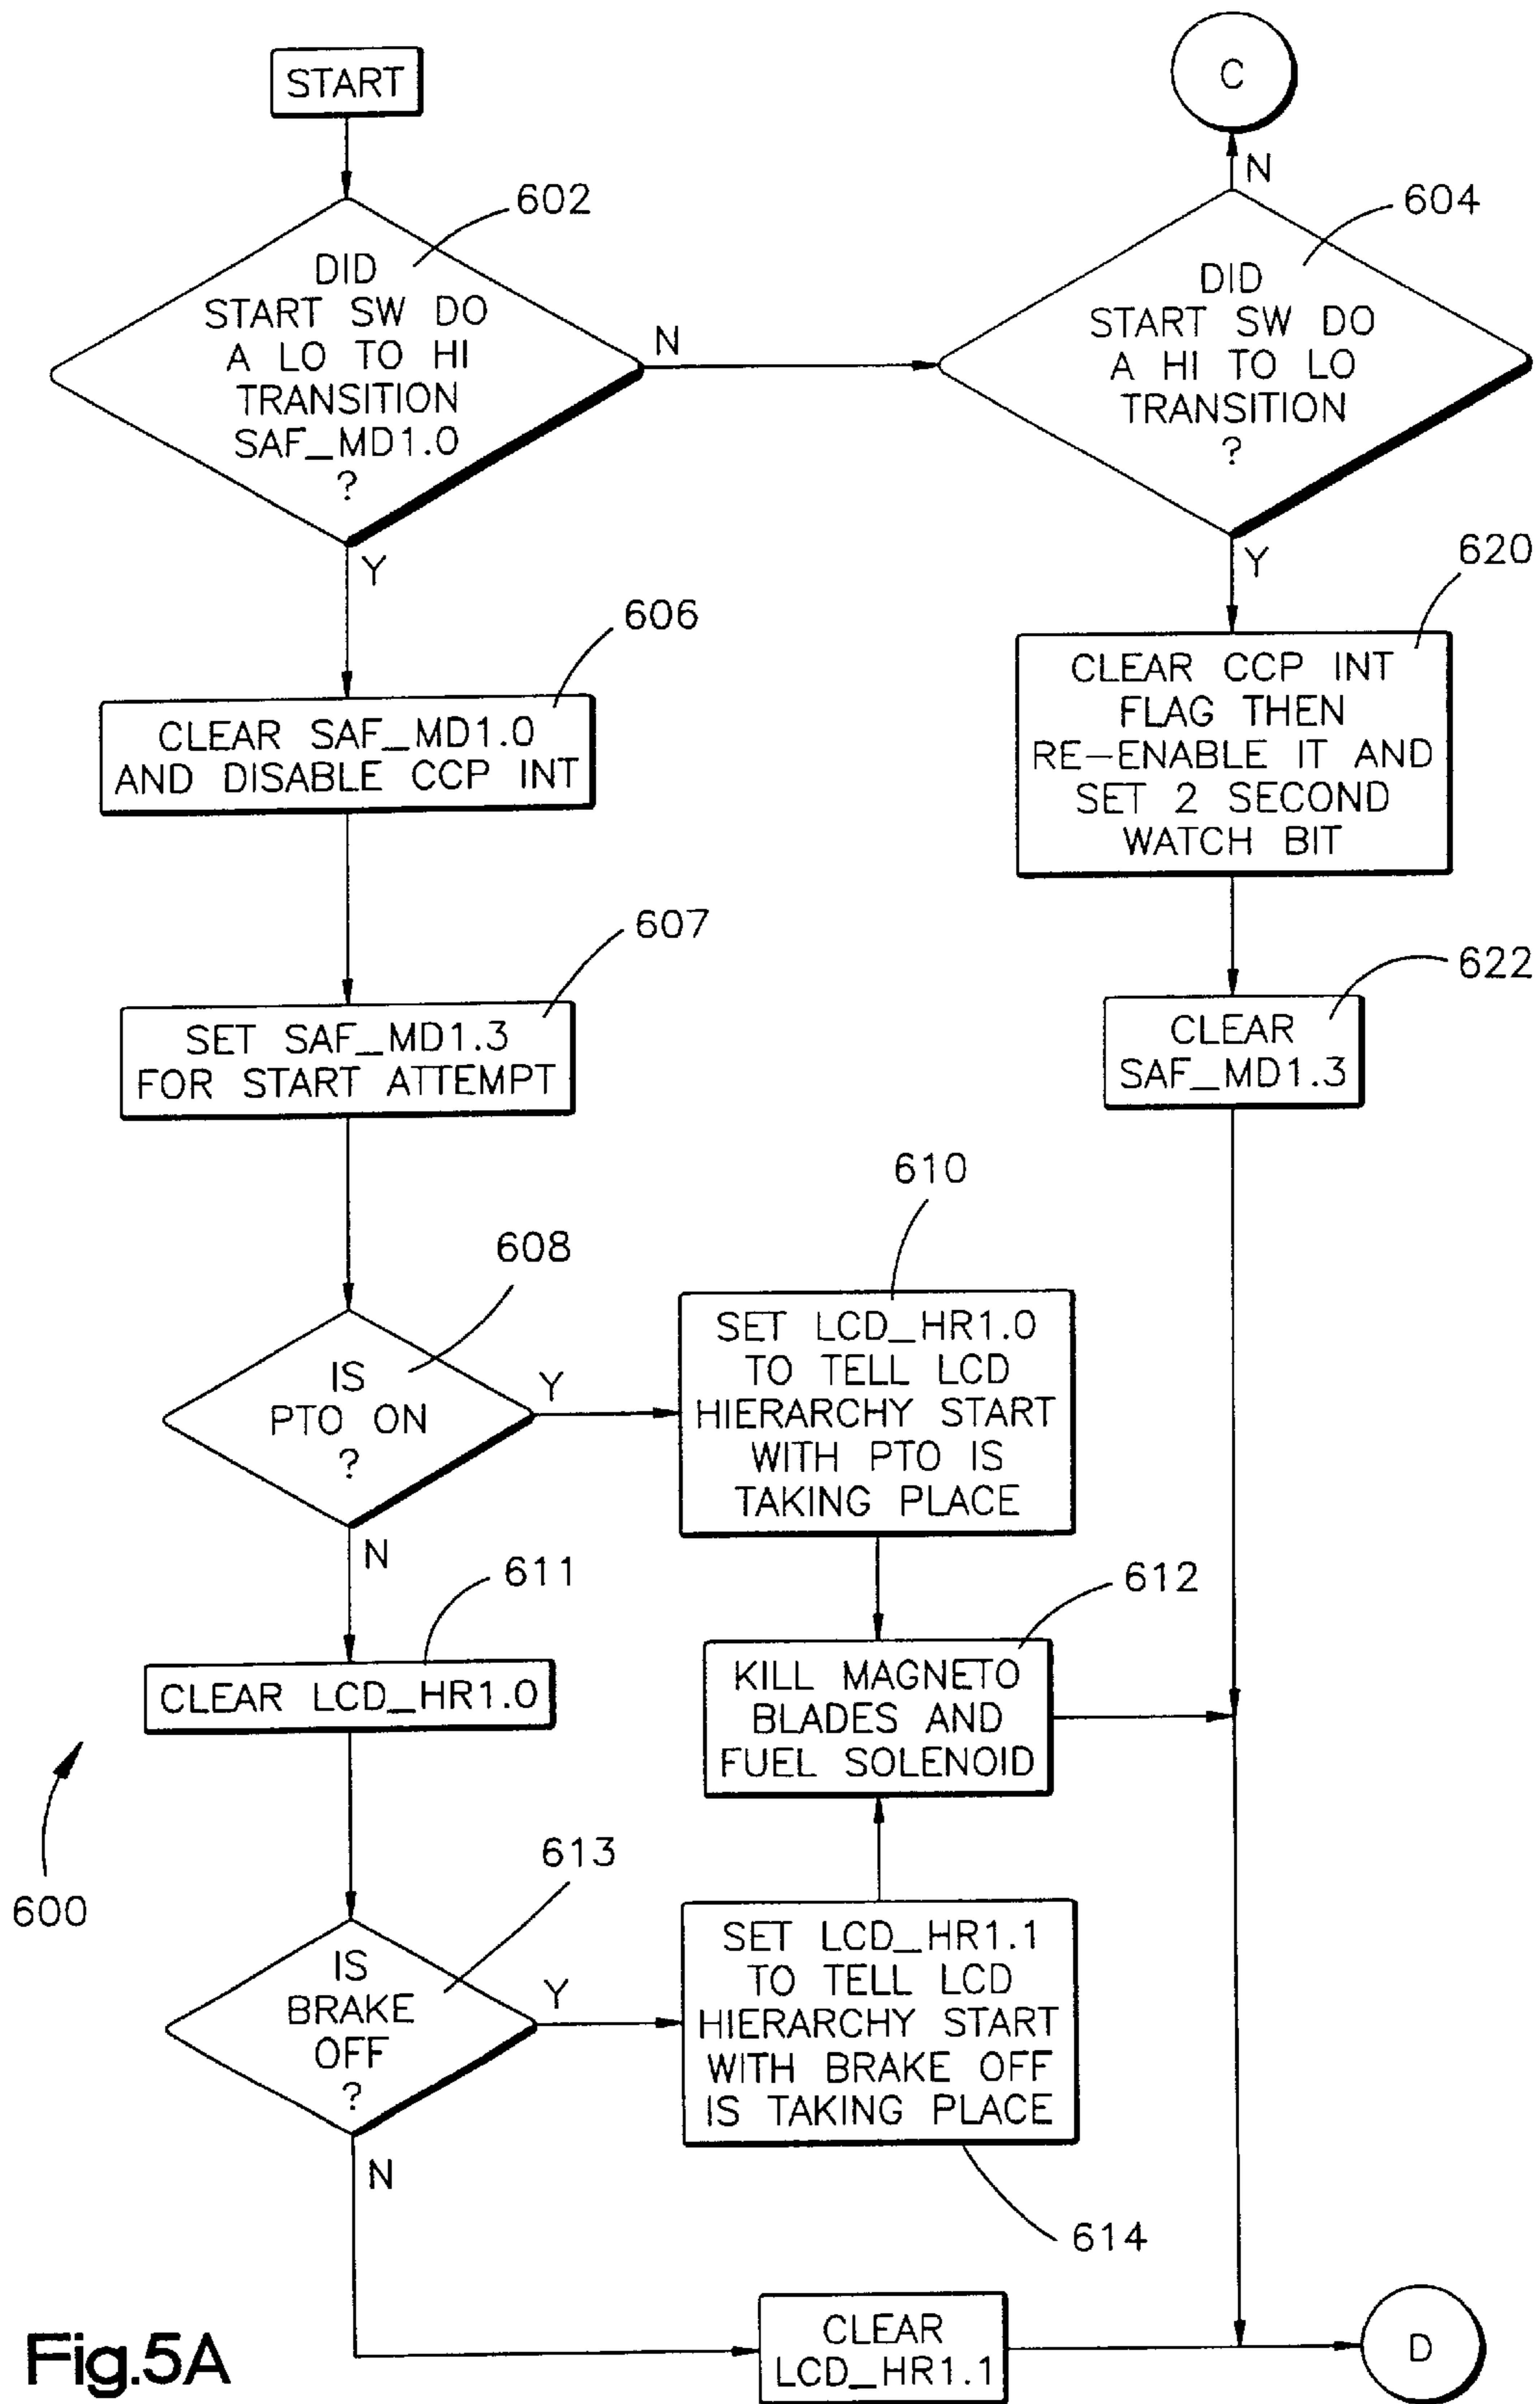 START
C
N
602
604
DID
START SW DO
A LO TO HI
TRANSITION
SAF_MD1.0
?
N
DID
START SW DO
A HI TO LO
TRANSITION
?
Y
Y
606
620
CLEAR SAF_MD1.0
AND DISABLE CCP INT
CLEAR CCP INT
FLAG THEN
RE-ENABLE IT AND
SET 2 SECOND
WATCH BIT
607
622
SET SAF_MD1.3
FOR START ATTEMPT
CLEAR
SAF_MD1.3
608
610
IS
PTO ON
?
Y
SET LCD_HR1.0
TO TELL LCD
HIERARCHY START
WITH PTO IS
TAKING PLACE
N
611
612
CLEAR LCD_HR1.0
KILL MAGNETO
BLADES AND
FUEL SOLENOID
600
613
IS
BRAKE
OFF
?
Y
SET LCD_HR1.1
TO TELL LCD
HIERARCHY START
WITH BRAKE OFF
IS TAKING PLACE
N
614
CLEAR
LCD_HR1.1
D
Fig.5A